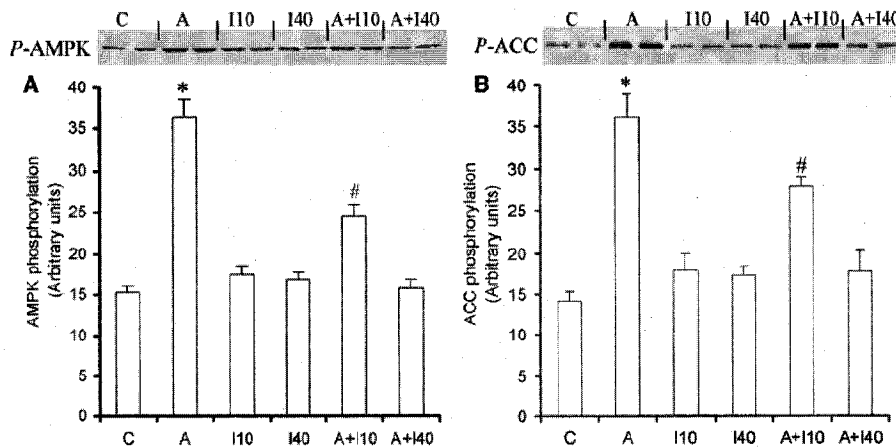 C A I10 I40 A+I10 A+I40
P-AMPK
A
*
#
40
35
30
25
20
15
10
5
0
AMPK phosphorylation
(Arbitrary units)
C A I10 I40 A+I10 A+I40
C A I10 I40 A+I10 A+I40
P-ACC
B
*
#
40
35
30
25
20
15
10
5
0
ACC phosphorylation
(Arbitrary units)
C A I10 I40 A+I10 A+I40